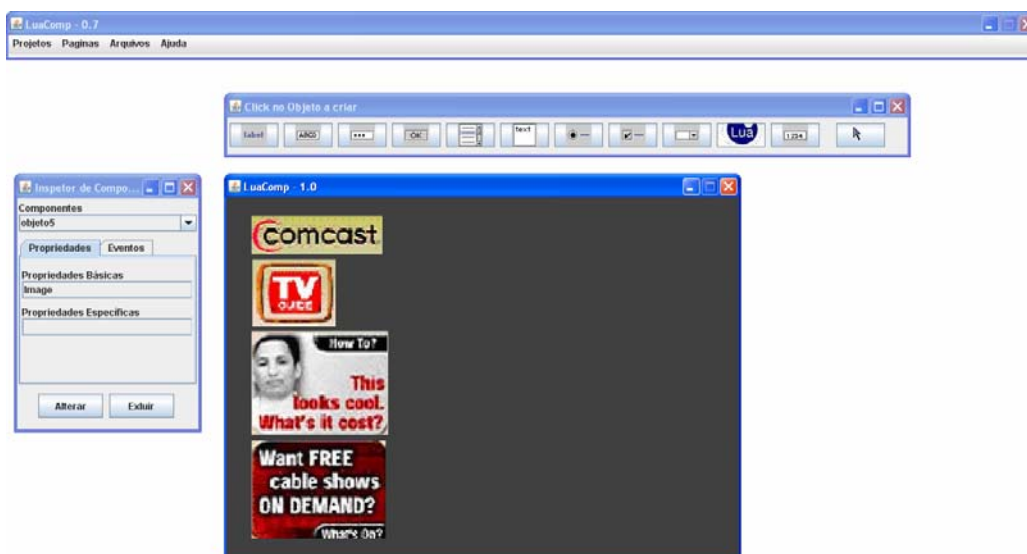 LuaComp - 0.7
Projetos Paginas Arquivos Ajuda
Click no Objeto a criar
label ABCD *** OK text Lua 1234
Inspetor de Compo...
Componentes
objeto5
Propriedades Eventos
Propriedades Básicas
Image
Propriedades Específicas
Alterar Exluir
LuaComp - 1.0
comcast
TV
GUIDE
How To?
This
looks cool.
What's it cost?
Want FREE
cable shows
ON DEMAND?
What's On?